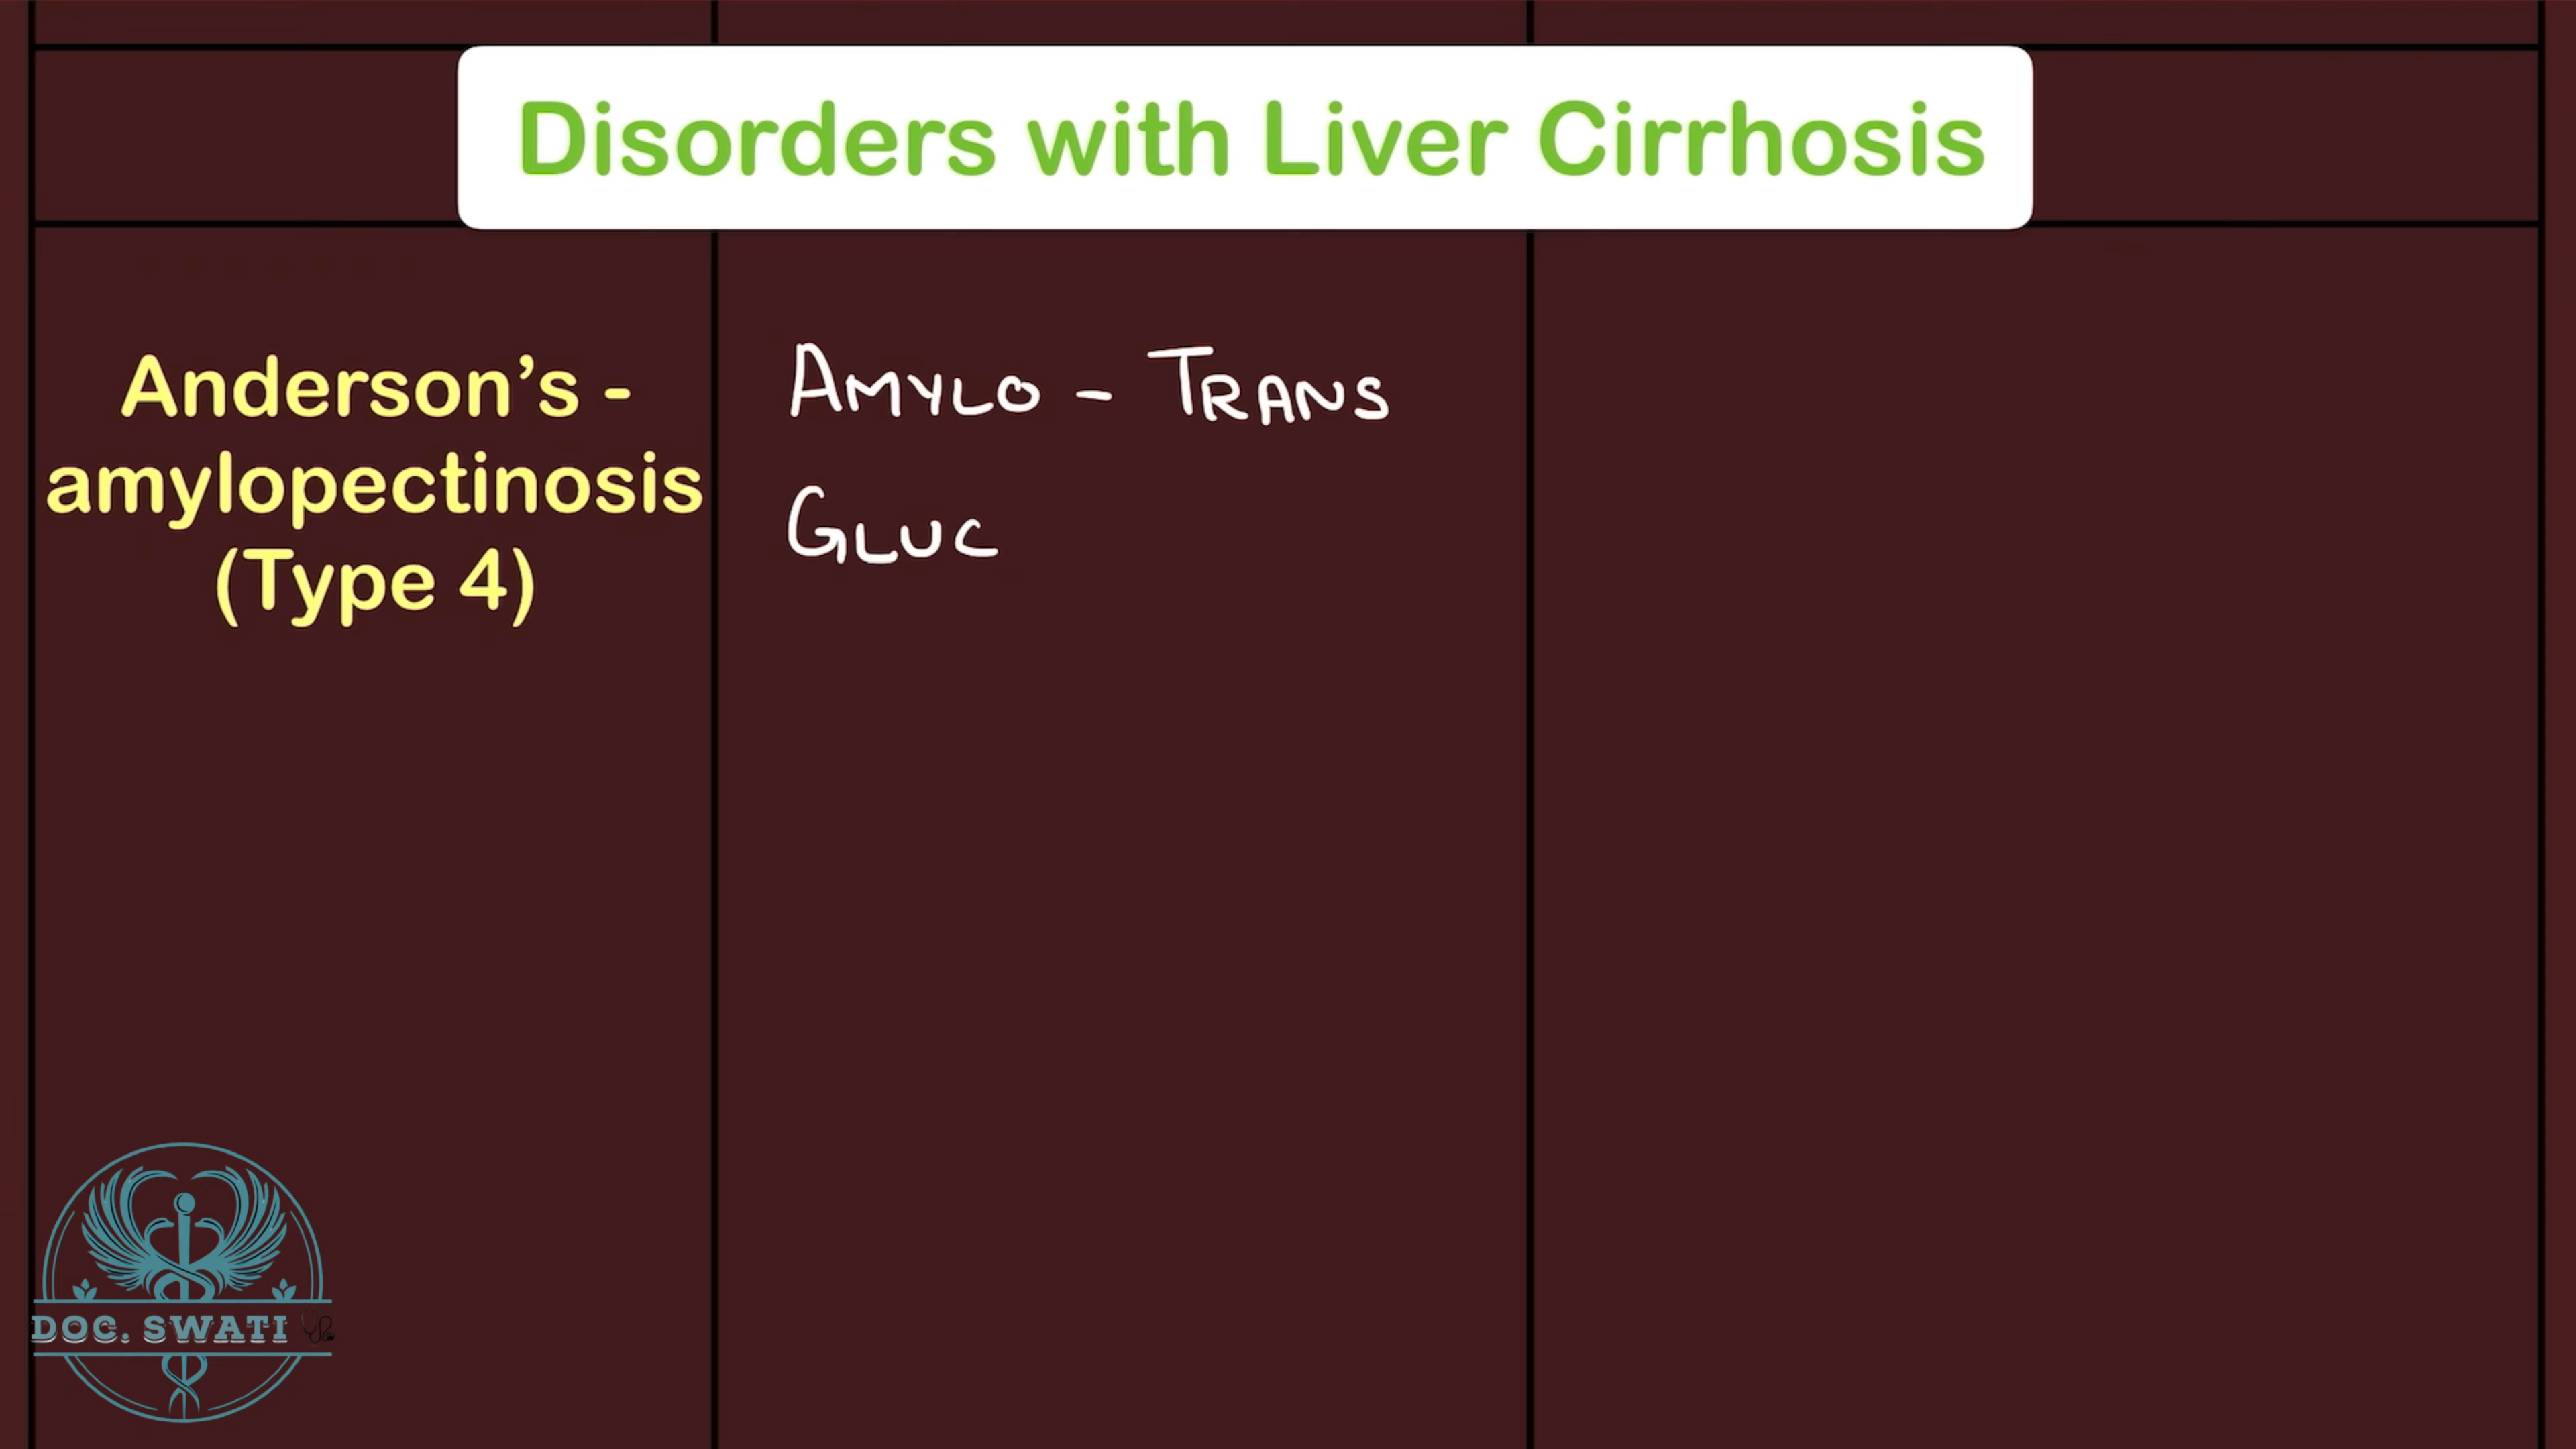 Disorders with Liver Cirrhosis
Anderson’s -
amylopectinosis
(Type 4)
AMYLO - TRANS
GLUC
DOC. SWATI